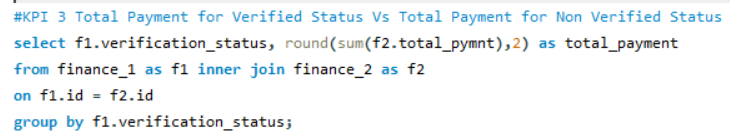 #KPI 3 Total Payment for Verified Status Vs Total Payment for Non Verified Status
select f1.verification_status, round(sum(f2.total_pymnt),2) as total_payment
from finance_1 as f1 inner join finance_2 as f2
on f1.id = f2.id
group by f1.verification_status;